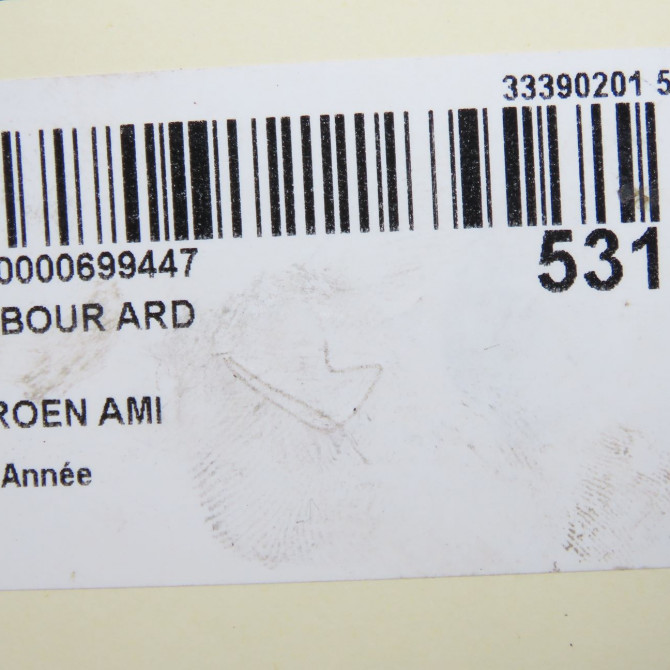 33390201 5
0000699447
531
BOUR ARD
ROEN AMI
Année